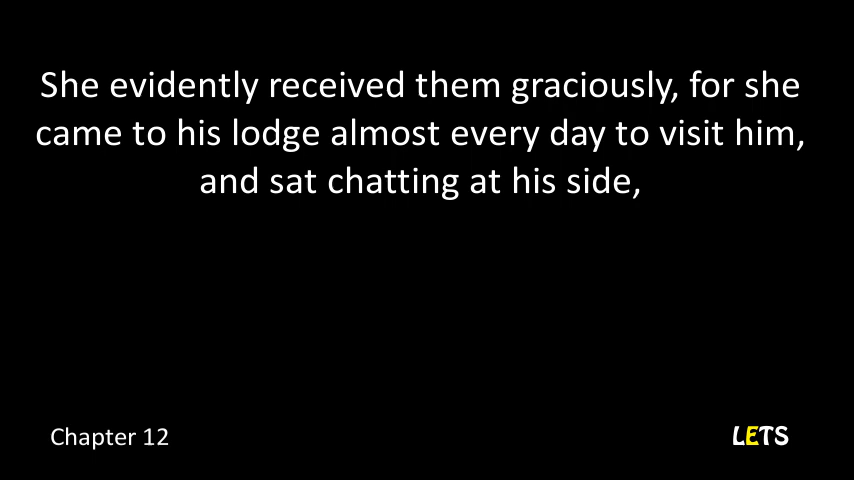 She evidently received them graciously, for she
came to his lodge almost every day to visit him,
and sat chatting at his side,
Chapter 12
LETS